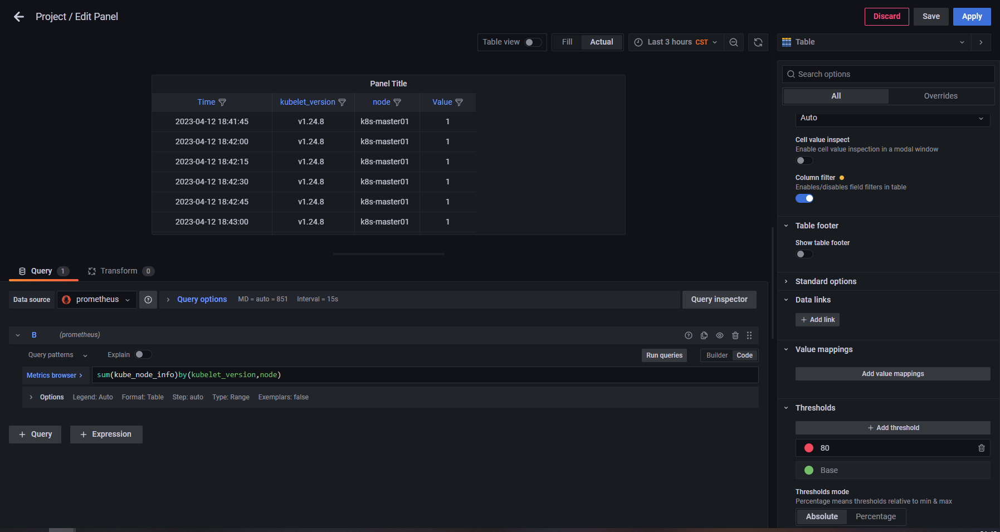 Project / Edit Panel
Discard
Save
Apply
Table view
Fill
Actual
Last 3 hours CST
Table
Search options
All
Overrides
Panel Title
Time kubelet_version node Value
2023-04-12 18:41:45 v1.24.8 k8s-master01 1
2023-04-12 18:42:00 v1.24.8 k8s-master01 1
2023-04-12 18:42:15 v1.24.8 k8s-master01 1
2023-04-12 18:42:30 v1.24.8 k8s-master01 1
2023-04-12 18:42:45 v1.24.8 k8s-master01 1
2023-04-12 18:43:00 v1.24.8 k8s-master01 1
Query 1
Transform 0
Data source
prometheus
Query options MD = auto = 851 Interval = 15s
Query inspector
B (prometheus)
Query patterns
Explain
Run queries
Builder
Code
Metrics browser >
sum(kube_node_info)by(kubelet_version,node)
Options Legend: Auto Format: Table Step: auto Type: Range Exemplars: false
+ Query
+ Expression
Auto
Cell value inspect
Enable cell value inspection in a modal window
Column filter
Enables/disables field filters in table
Table footer
Show table footer
Standard options
Data links
+ Add link
Value mappings
Add value mappings
Thresholds
+ Add threshold
80
Base
Thresholds mode
Percentage means thresholds relative to min & max
Absolute
Percentage